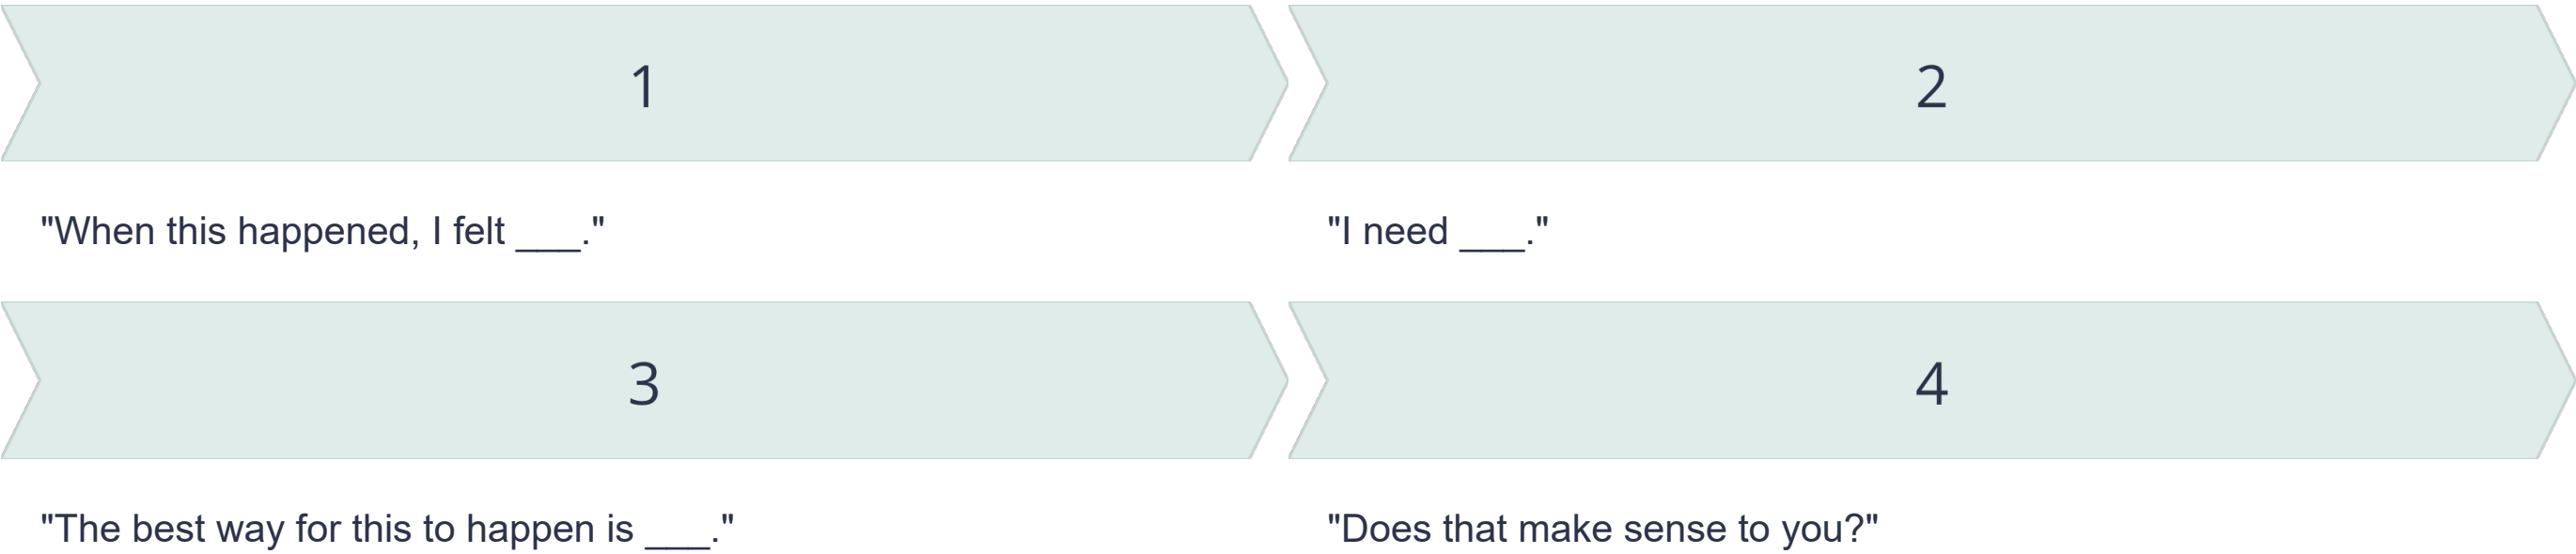 1
2
"When this happened, I felt ___."
"I need ___."
3
4
"The best way for this to happen is ___."
"Does that make sense to you?"